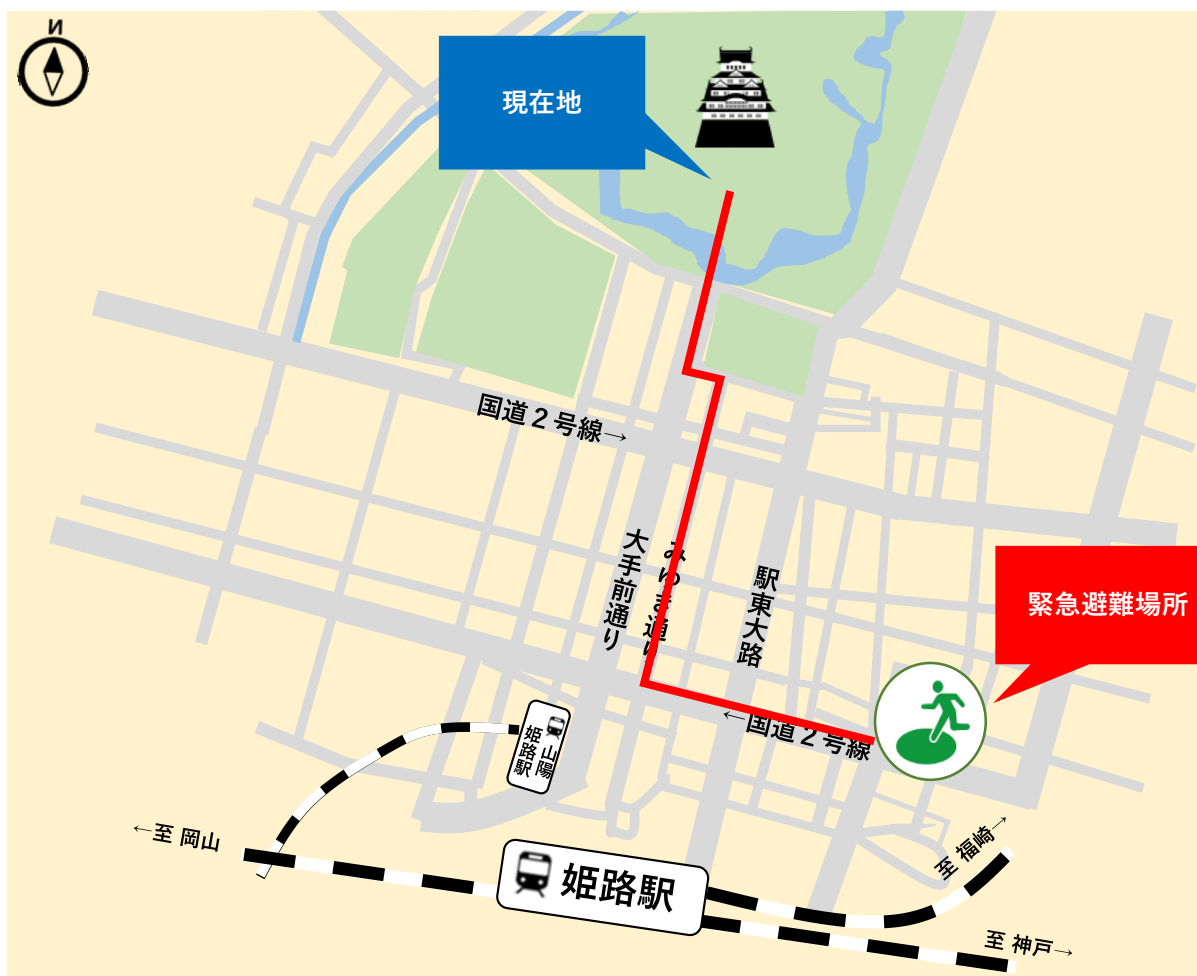 N
現在地
国道２号線→
大手前通り
みゆき通り
駅東大路
緊急避難場所
←国道２号線
山陽
姫路駅
←至 岡山
姫路駅
至 福崎→
至 神戸→